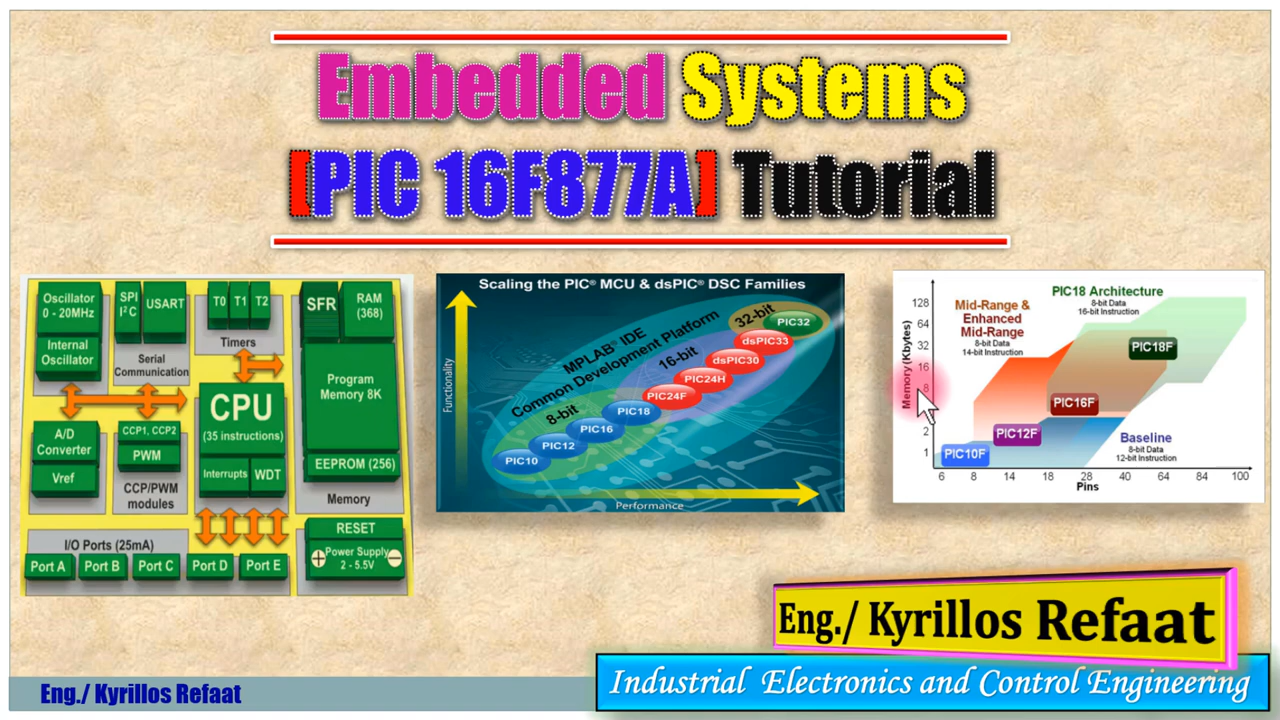 Embedded Systems
[PIC 16F877A] Tutorial
Oscillator
0 - 20MHz
Internal
Oscillator
SPI
I²C
USART
Serial
Communication
T0 T1 T2
Timers
SFR
RAM
(368)
Program
Memory 8K
EEPROM (256)
Memory
CPU
(35 instructions)
Interrupts
WDT
A/D
Converter
Vref
CCP1, CCP2
PWM
CCP/PWM
modules
I/O Ports (25mA)
Port A
Port B
Port C
Port D
Port E
RESET
+ Power Supply −
2 - 5.5V
Scaling the PIC® MCU & dsPIC® DSC Families
Functionality
MPLAB® IDE
Common Development Platform
8-bit
16-bit
32-bit
PIC10
PIC12
PIC16
PIC18
PIC24F
PIC24H
dsPIC30
dsPIC33
PIC32
Performance
Memory (Kbytes)
128
64
32
16
8
2
1
Mid-Range &
Enhanced
Mid-Range
8-bit Data
14-bit Instruction
PIC18 Architecture
8-bit Data
16-bit Instruction
PIC18F
PIC16F
PIC12F
PIC10F
Baseline
8-bit Data
12-bit Instruction
6 8 14 18 28 40 64 80 100
Pins
Eng./ Kyrillos Refaat
Industrial Electronics and Control Engineering
Eng./ Kyrillos Refaat